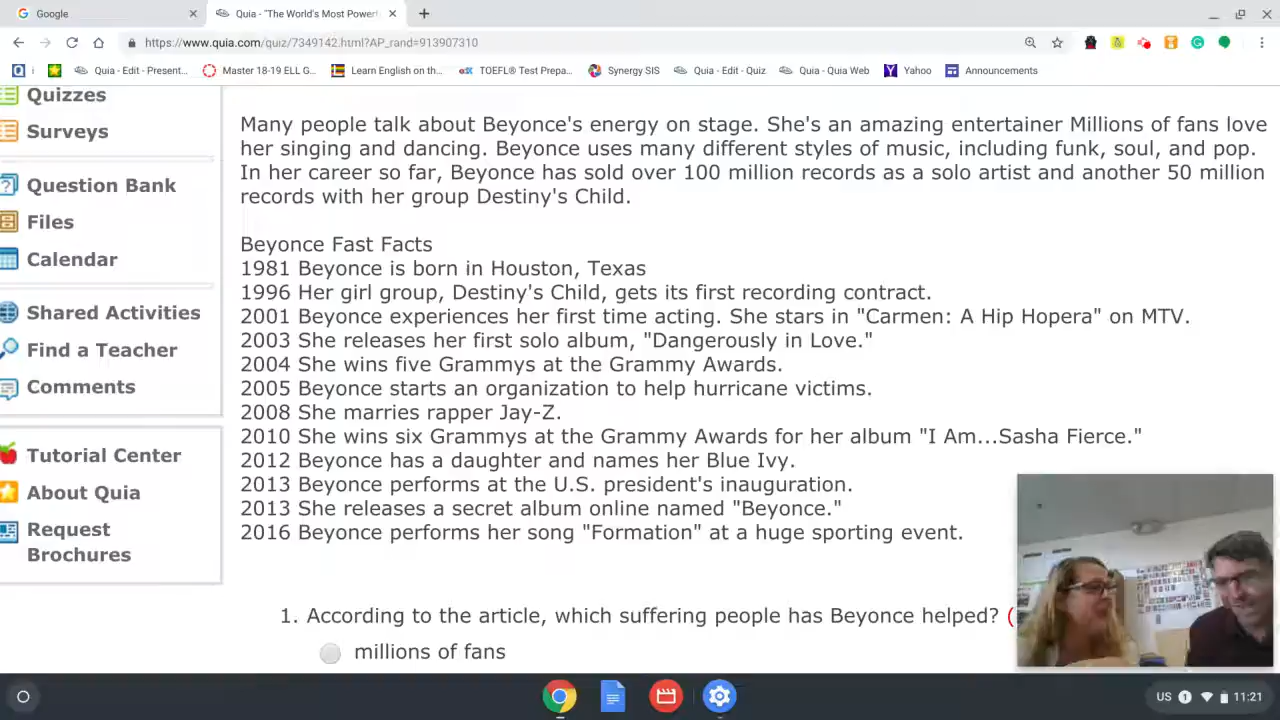 Google
Quia - "The World's Most Powerf
https://www.quia.com/quiz/7349142.html?AP_rand=913907310
i
Quia - Edit - Present...
Master 18-19 ELL G...
Learn English on th...
TOEFL® Test Prepa...
Synergy SIS
Quia - Edit - Quiz
Quia - Quia Web
Yahoo
Announcements
Quizzes
Surveys
Question Bank
Files
Calendar
Shared Activities
Find a Teacher
Comments
Tutorial Center
About Quia
Request
Brochures
Many people talk about Beyonce's energy on stage. She's an amazing entertainer Millions of fans love
her singing and dancing. Beyonce uses many different styles of music, including funk, soul, and pop.
In her career so far, Beyonce has sold over 100 million records as a solo artist and another 50 million
records with her group Destiny's Child.
Beyonce Fast Facts
1981 Beyonce is born in Houston, Texas
1996 Her girl group, Destiny's Child, gets its first recording contract.
2001 Beyonce experiences her first time acting. She stars in "Carmen: A Hip Hopera" on MTV.
2003 She releases her first solo album, "Dangerously in Love."
2004 She wins five Grammys at the Grammy Awards.
2005 Beyonce starts an organization to help hurricane victims.
2008 She marries rapper Jay-Z.
2010 She wins six Grammys at the Grammy Awards for her album "I Am...Sasha Fierce."
2012 Beyonce has a daughter and names her Blue Ivy.
2013 Beyonce performs at the U.S. president's inauguration.
2013 She releases a secret album online named "Beyonce."
2016 Beyonce performs her song "Formation" at a huge sporting event.
1. According to the article, which suffering people has Beyonce helped? (
millions of fans
US 1 11:21